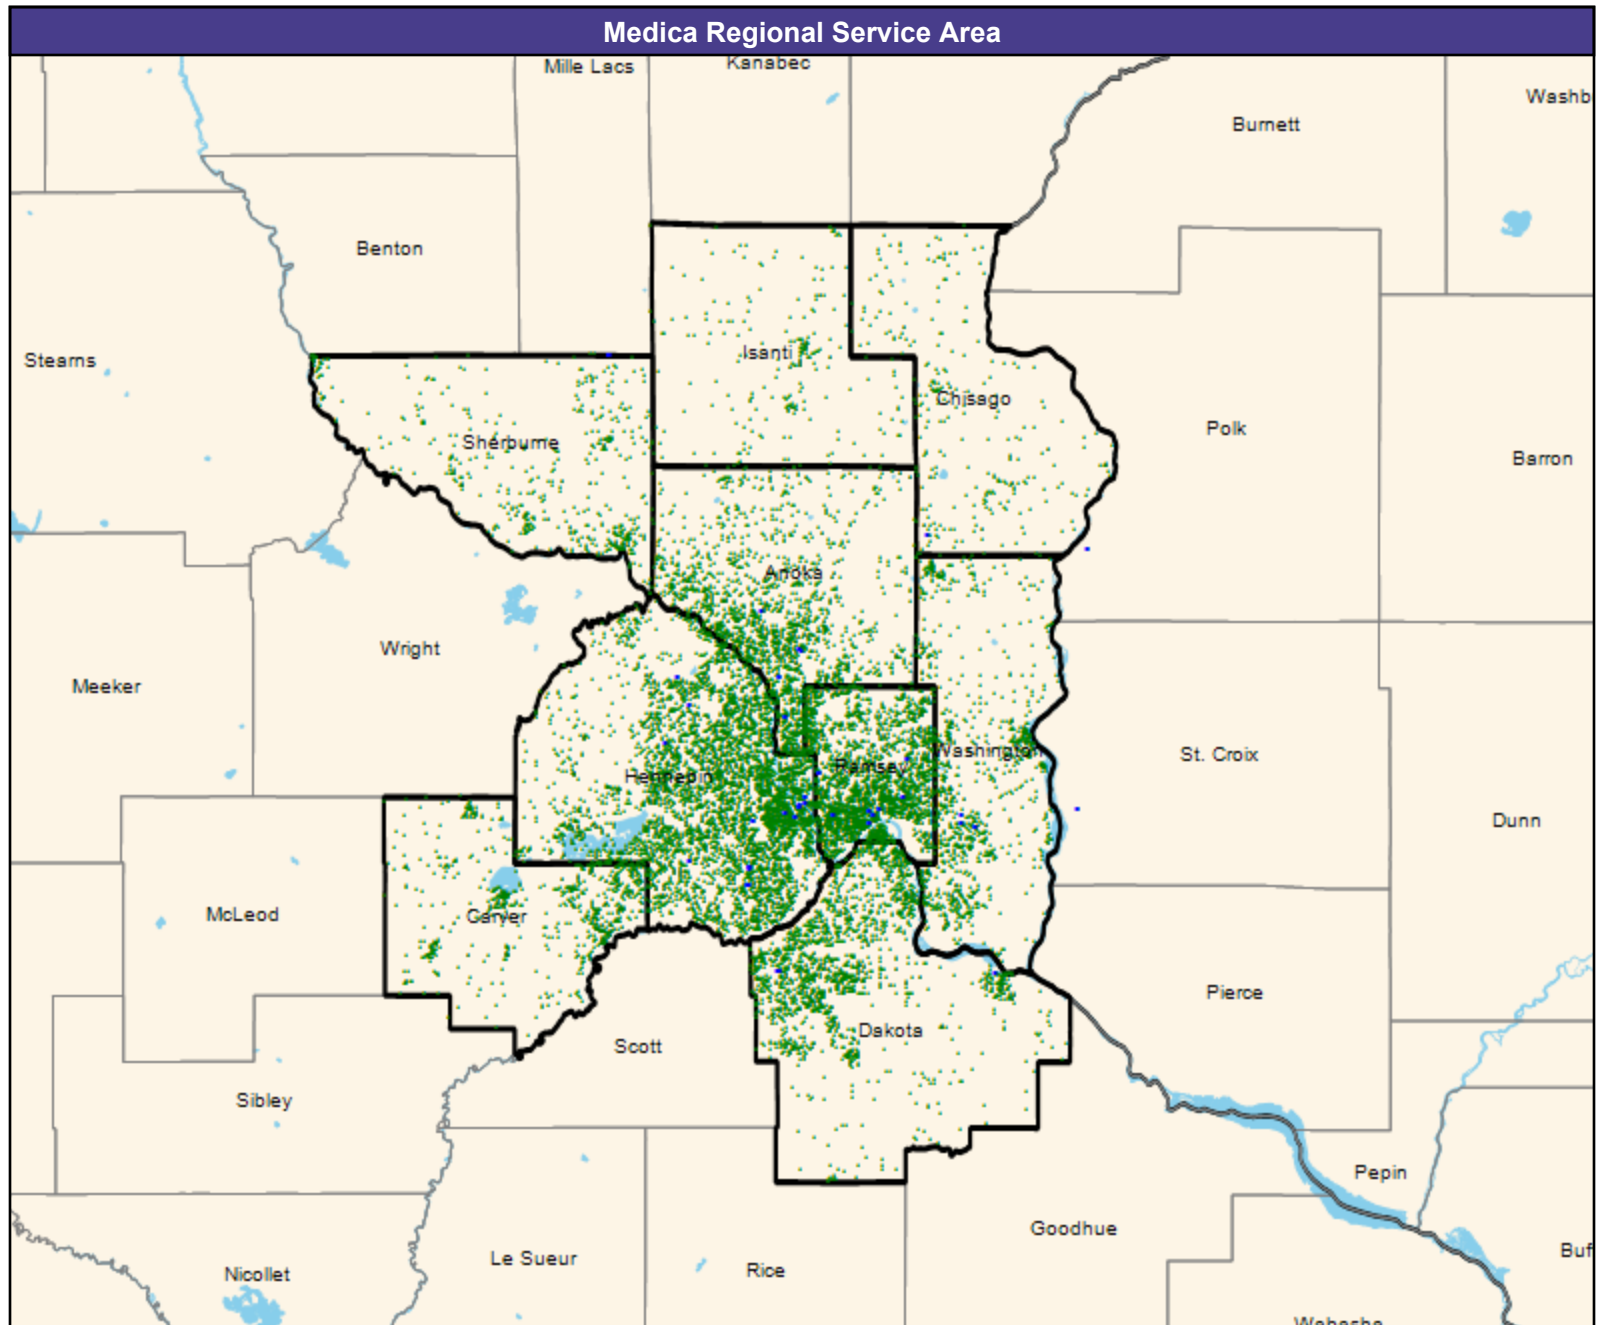 Medica Regional Service Area
Mille Lacs
Kanabec
Washb
Burnett
Benton
Stearns
Isanti
Chisago
Sherburne
Polk
Barron
Anoka
Wright
Meeker
Washington
St. Croix
Hennepin
Ramsey
Dunn
McLeod
Carver
Pierce
Dakota
Scott
Sibley
Pepin
Goodhue
Buf
Le Sueur
Rice
Nicollet
Wabasha